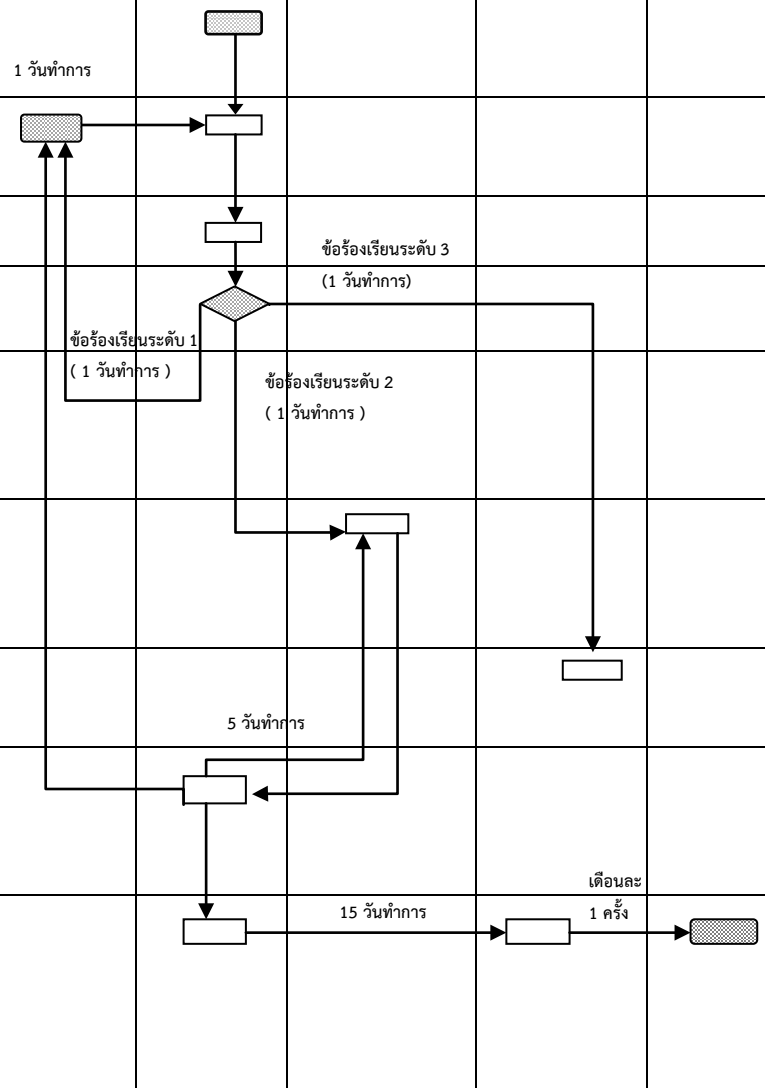 1 วันทำการ
ข้อร้องเรียนระดับ 3
(1 วันทำการ)
ข้อร้องเรียนระดับ 1
( 1 วันทำการ )
ข้อร้องเรียนระดับ 2
( 1 วันทำการ )
5 วันทำการ
เดือนละ
1 ครั้ง
15 วันทำการ